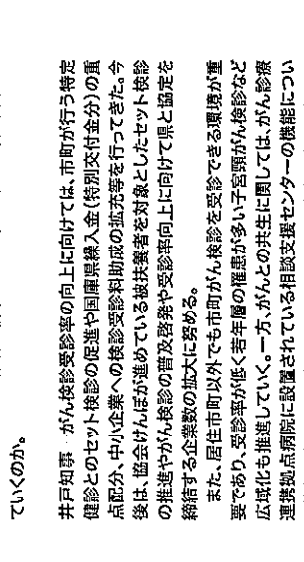 ていくのか。
井戸知事 がん検診受診率の向上に向けては、市町が行う特定
健診とのセット検診の促進や国庫県繰入金（特別交付金分）の重
点配分、中小企業への検診受診料助成の拡充等を行ってきた。今
後は、協会けんぽが進めている被扶養者を対象としたセット検診
の推進やがん検診の普及啓発や受診率向上に向けて県と協定を
締結する企業数の拡大に努める。
また、居住市町以外でも市町がん検診を受診できる環境が重
要であり、受診率が低く若年層の罹患が多い子宮頸がん検診など
広域化も推進していく。一方、がんとの共生に関しては、がん診療
連携拠点病院に設置されている相談支援センターの機能につい